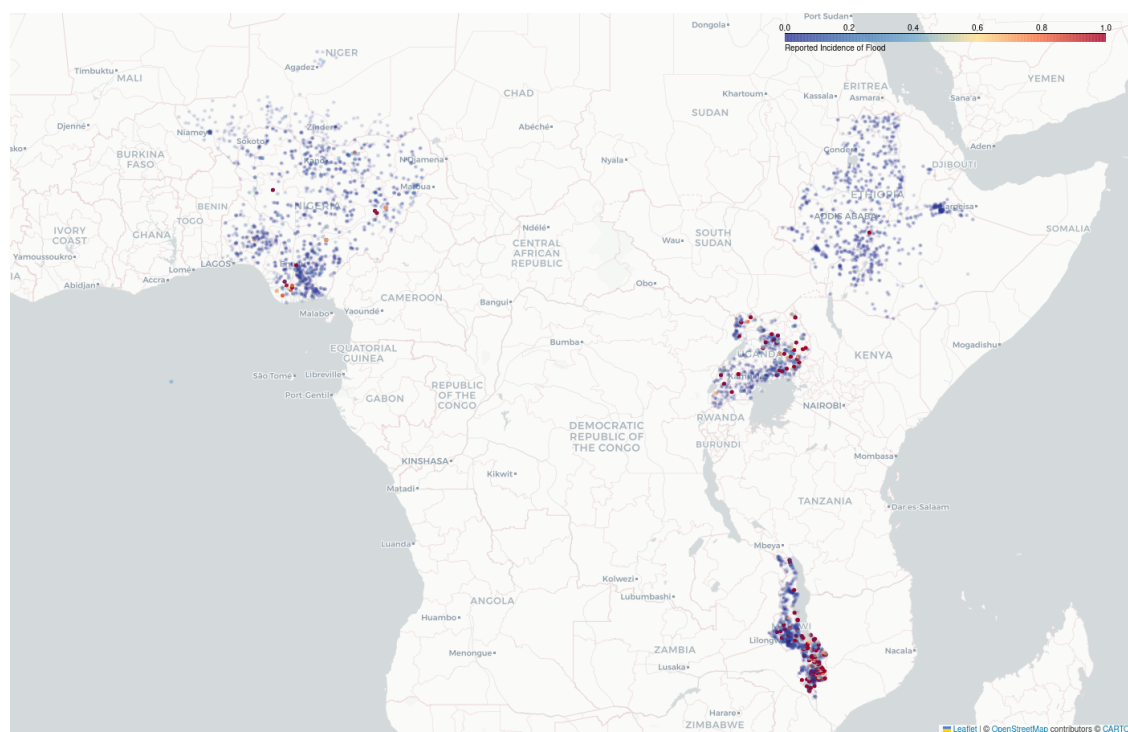 Port Sudan
Dongola
0.0 0.2 0.4 0.6 0.8 1.0
Reported Incidence of Flood
NIGER
Agadez
Timbuktu
MALI
CHAD
ERITREA
YEMEN
Khartoum
Kassala
Asmara
Sana'a
SUDAN
Djenné
Niamey
Zinder
Abéché
Sokoto
Aden
BURKINA
FASO
N'Djamena
Nyala
Gonder
DJIBOUTI
Maroua
ETHIOPIA
BENIN
NIGERIA
ADDIS ABABA
Hargeisa
TOGO
IVORY
COAST
GHANA
Ndélé
Wau
SOUTH
SUDAN
SOMALIA
CENTRAL
AFRICAN
REPUBLIC
Yamoussoukro
LAGOS
Lomé
Accra
Abidjan
Obo
CAMEROON
Bangui
Malabo
Yaoundé
Bumba
Mogadishu
EQUATORIAL
GUINEA
UGANDA
KENYA
São Tome
Libreville
REPUBLIC
OF THE
CONGO
Port-Gentil
GABON
NAIROBI
RWANDA
DEMOCRATIC
REPUBLIC OF
THE CONGO
BURUNDI
Mombasa
KINSHASA
Kikwit
Matadi
TANZANIA
Dar-es-Salaam
Luanda
Mbeya
Kolwezi
Lubumbashi
ANGOLA
Huambo
Menongue
ZAMBIA
Lusaka
Nacala
Harare
ZIMBABWE
Leaflet | © OpenStreetMap contributors © CARTO